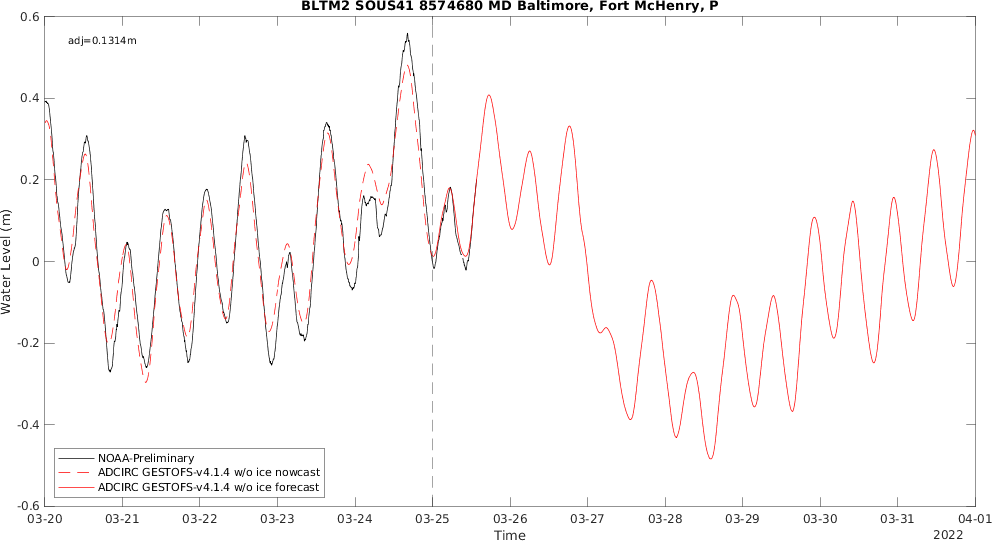 BLTM2 SOUS41 8574680 MD Baltimore, Fort McHenry, P
adj=0.1314m
0.6
0.4
0.2
0
-0.2
-0.4
-0.6
Water Level (m)
NOAA-Preliminary
ADCIRC GESTOFS-v4.1.4 w/o ice nowcast
ADCIRC GESTOFS-v4.1.4 w/o ice forecast
03-20 03-21 03-22 03-23 03-24 03-25 03-26 03-27 03-28 03-29 03-30 03-31 04-01
Time
2022